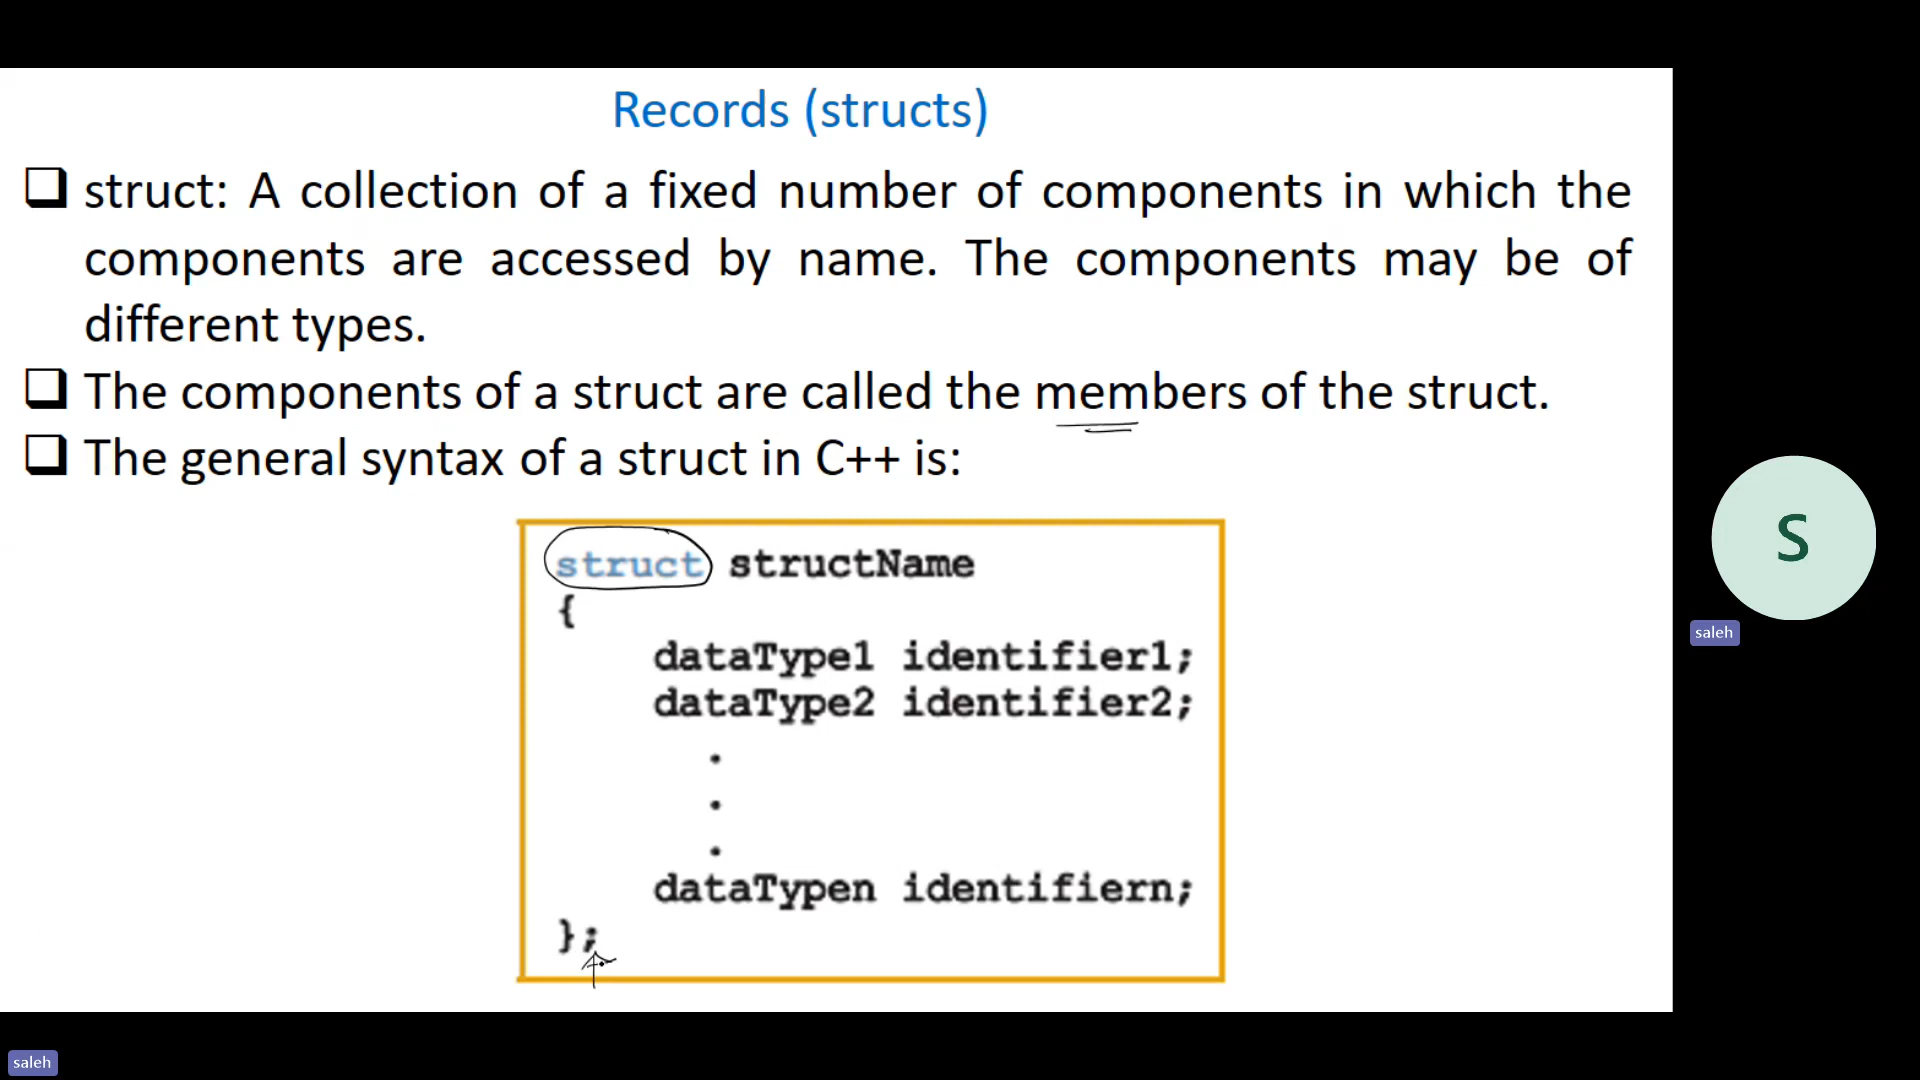 Records (structs)
❑ struct: A collection of a fixed number of components in which the
components are accessed by name. The components may be of
different types.
❑ The components of a struct are called the members of the struct.
❑ The general syntax of a struct in C++ is:
struct structName
{
dataType1 identifier1;
dataType2 identifier2;
.
.
.
dataTypen identifiern;
};
S
saleh
saleh